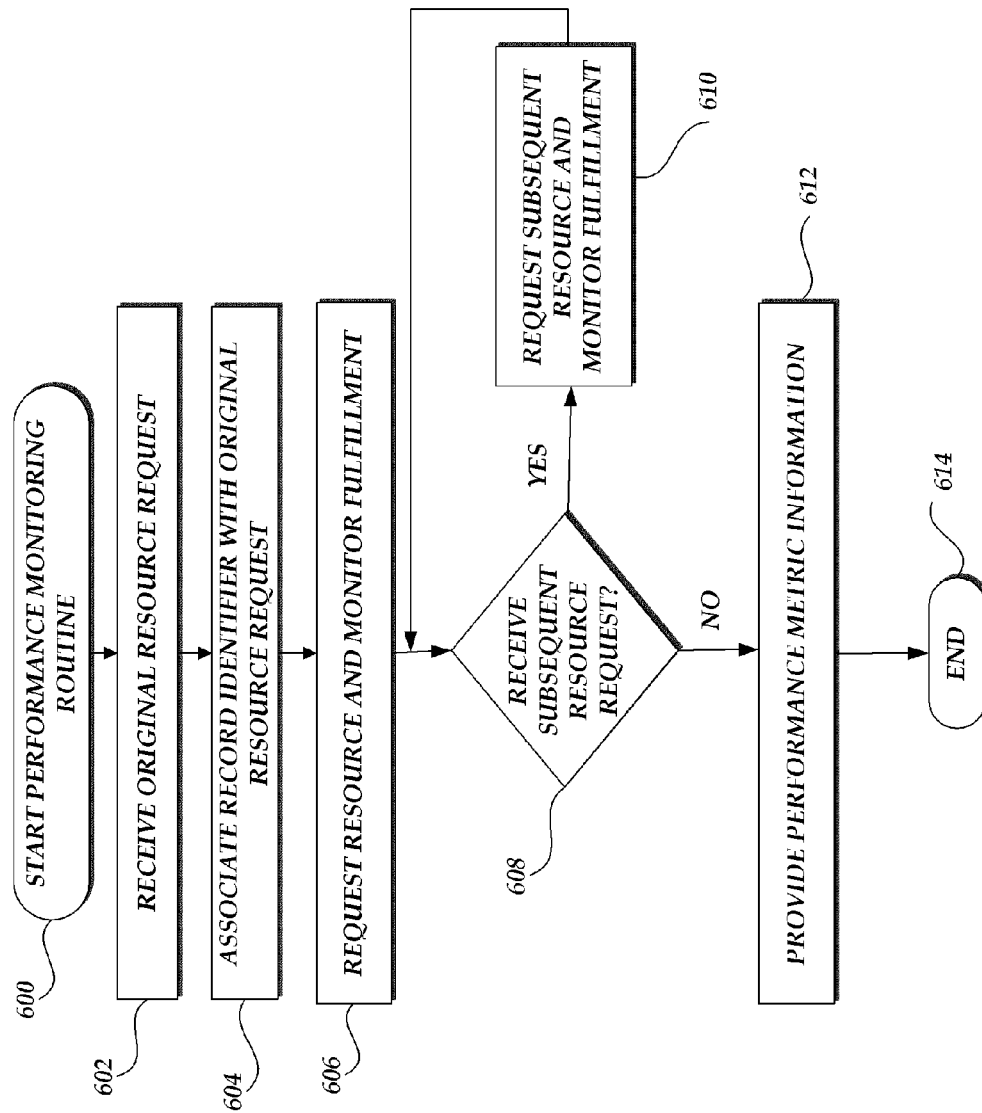 START PERFORMANCE MONITORING
ROUTINE
600
RECEIVE ORIGINAL RESOURCE REQUEST
602
ASSOCIATE RECORD IDENTIFIER WITH ORIGINAL
RESOURCE REQUEST
604
REQUEST RESOURCE AND MONITOR FULFILLMENT
606
RECEIVE
SUBSEQUENT
RESOURCE
REQUEST?
608
YES
REQUEST SUBSEQUENT
RESOURCE AND
MONITOR FULFILLMENT
610
NO
PROVIDE PERFORMANCE METRIC INFORMATION
612
END
614